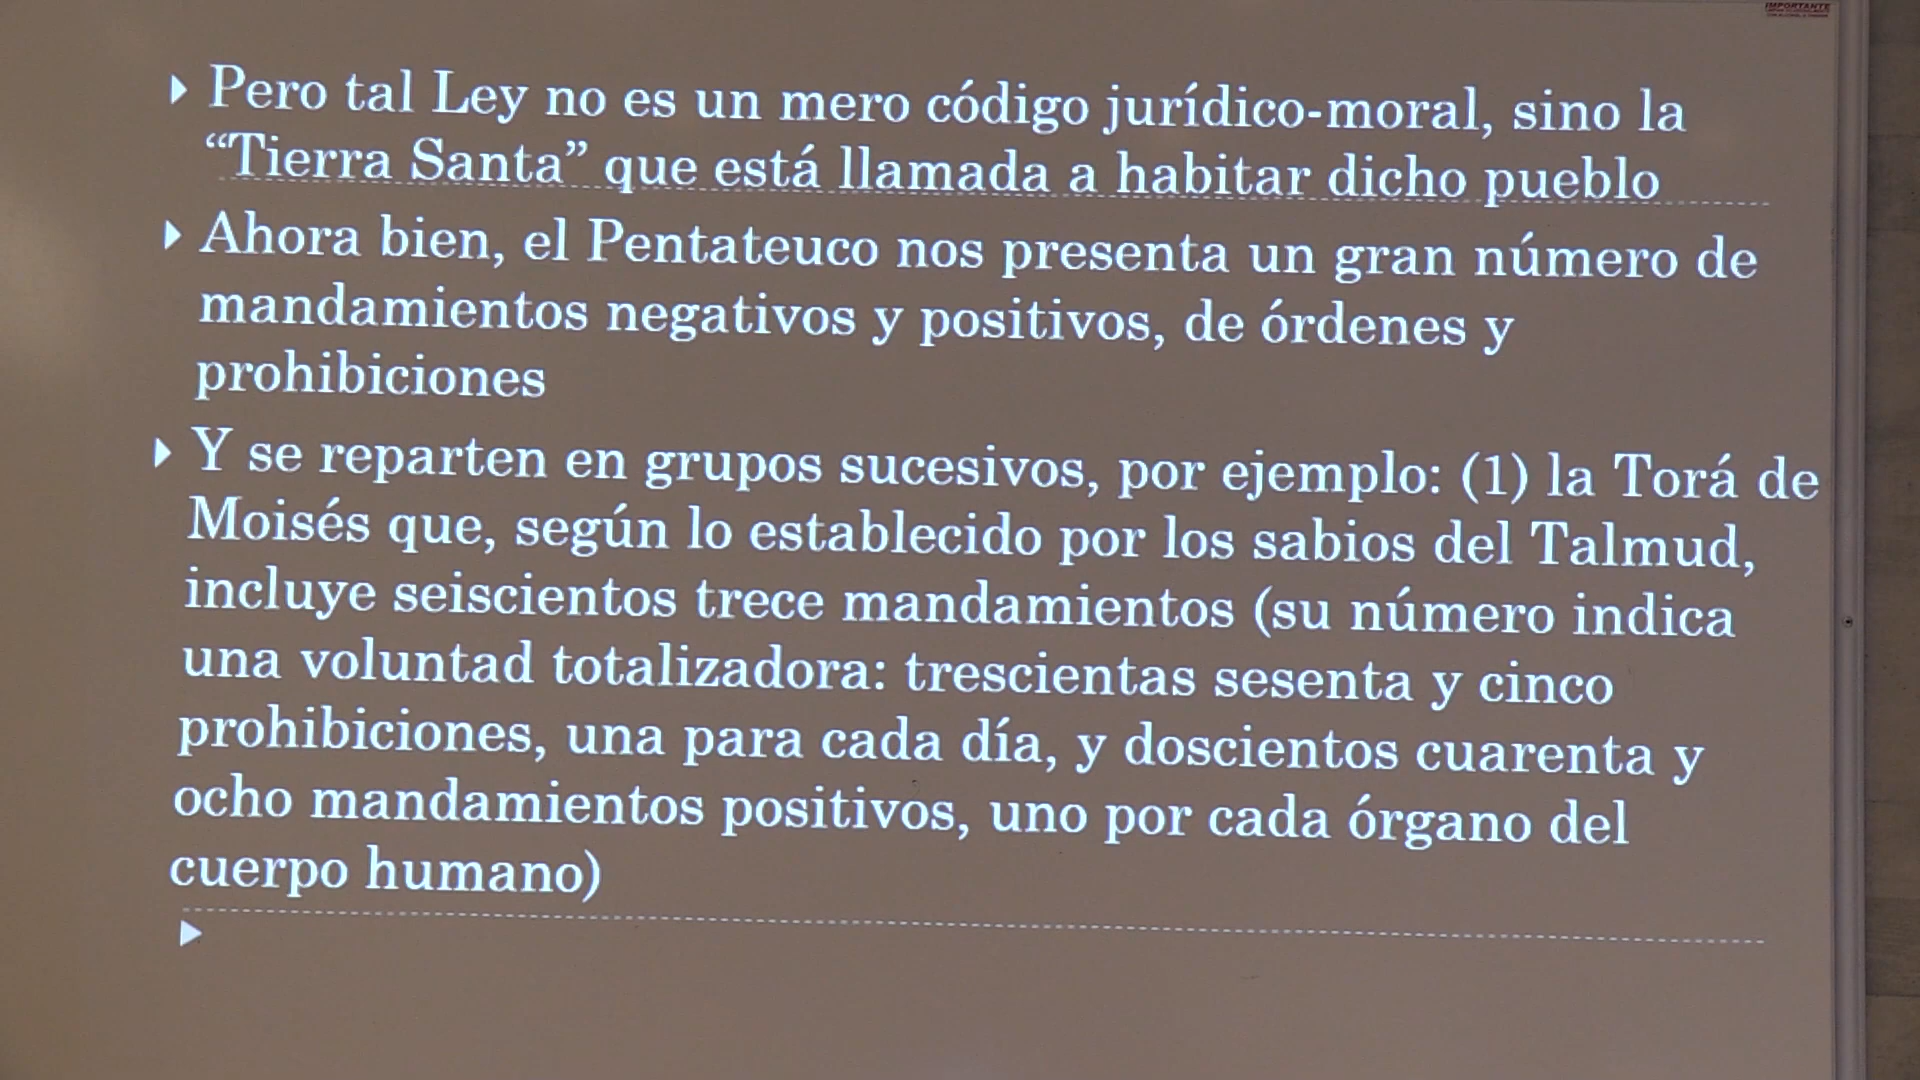 IMPORTANTE
Pero tal Ley no es un mero código jurídico-moral, sino la
“Tierra Santa” que está llamada a habitar dicho pueblo
Ahora bien, el Pentateuco nos presenta un gran número de
mandamientos negativos y positivos, de órdenes y
prohibiciones
Y se reparten en grupos sucesivos, por ejemplo: (1) la Torá de
Moisés que, según lo establecido por los sabios del Talmud,
incluye seiscientos trece mandamientos (su número indica
una voluntad totalizadora: trescientas sesenta y cinco
prohibiciones, una para cada día, y doscientos cuarenta y
ocho mandamientos positivos, uno por cada órgano del
cuerpo humano)